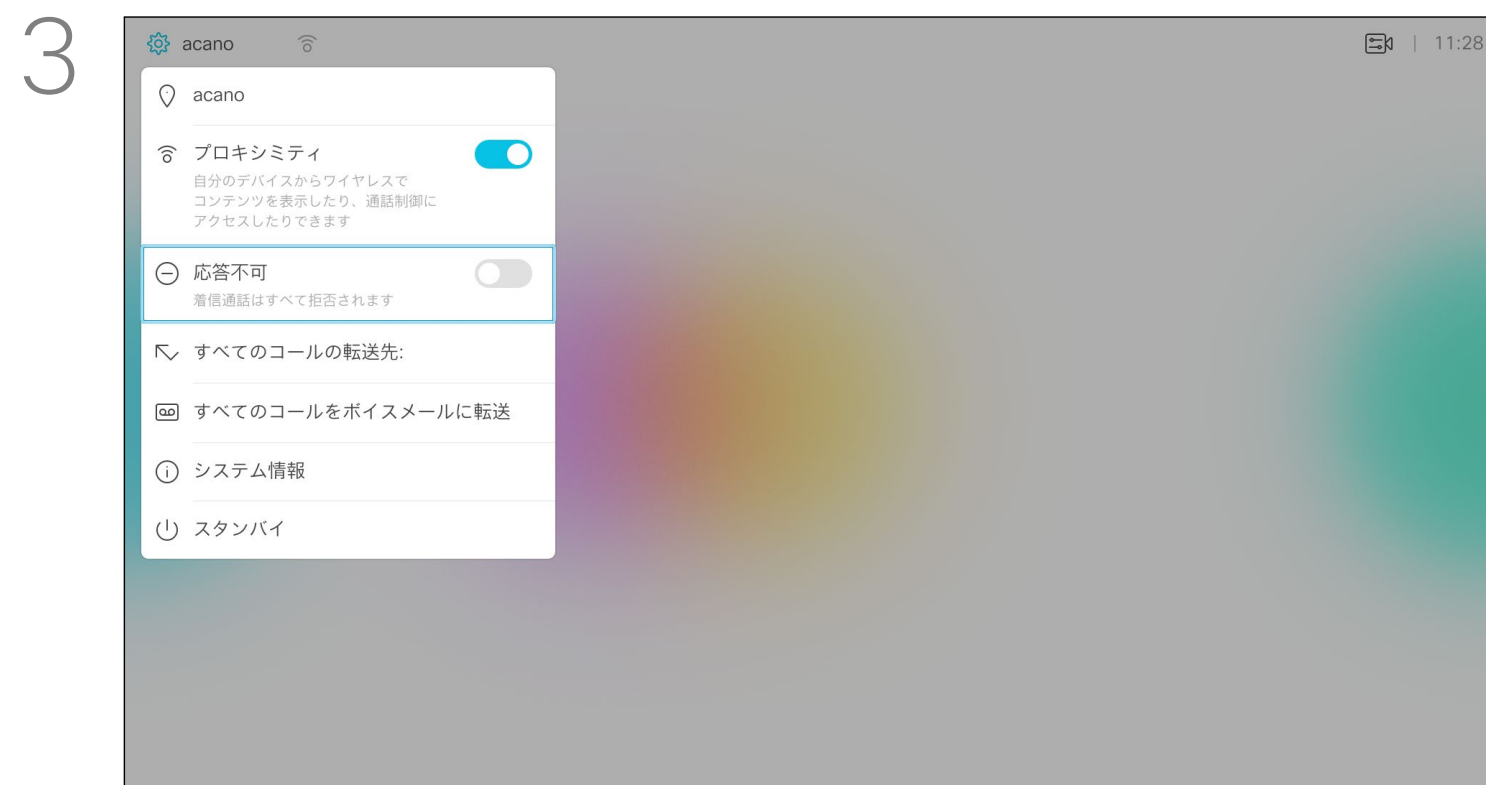 3
acano
11:28
acano
プロキシミティ
自分のデバイスからワイヤレスで
コンテンツを表示したり、通話制御に
アクセスしたりできます
応答不可
着信通話はすべて拒否されます
すべてのコールの転送先:
すべてのコールをボイスメールに転送
システム情報
スタンバイ